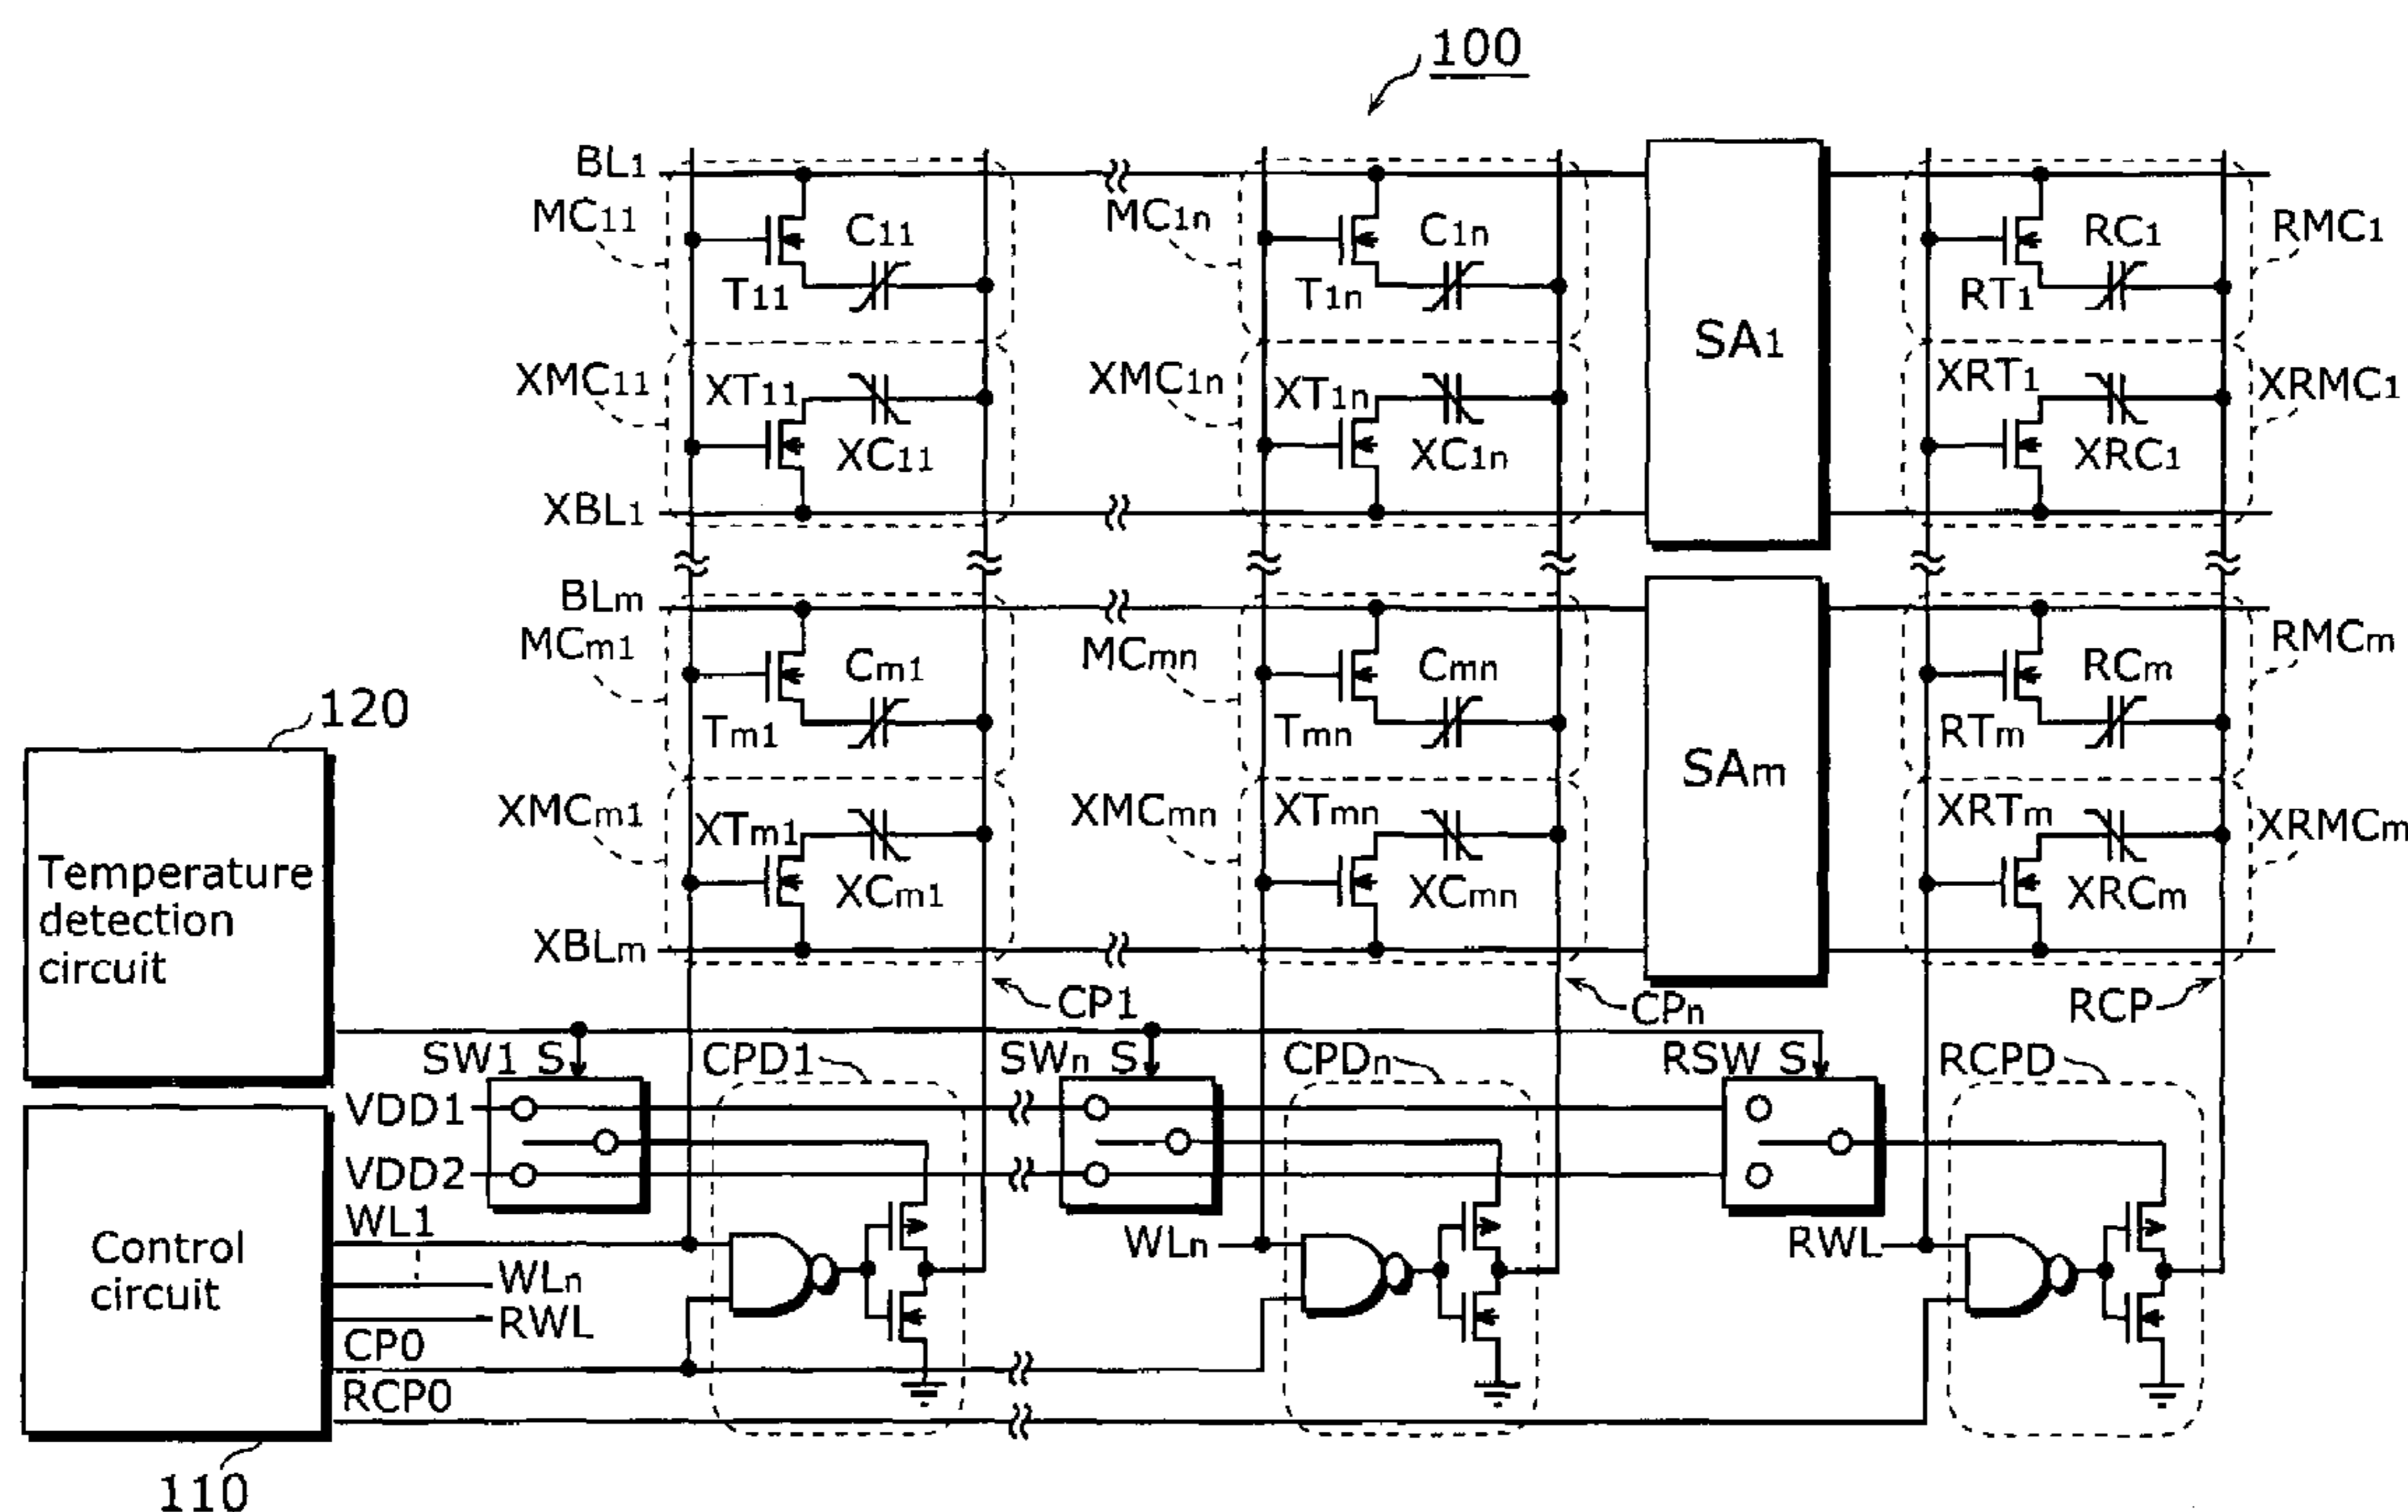 100
BL1
MC11
C11
T11
MC1n
C1n
T1n
SA1
RC1
RT1
RMC1
XMC11
XT11
XC11
XMC1n
XT1n
XC1n
XRT1
XRC1
XRMC1
XBL1
BLm
MCm1
Cm1
Tm1
MCmn
Cmn
Tmn
SAm
RCm
RTm
RMCm
XMCm1
XTm1
XCm1
XMCmn
XTmn
XCmn
XRTm
XRCm
XRMCm
XBLm
120
Temperature
detection
circuit
CP1
CPn
RCP
SW1 S
CPD1
SWn S
CPDn
RSW S
RCPD
VDD1
VDD2
Control
circuit
WL1
WLn
RWL
WLn
RWL
CP0
RCP0
110